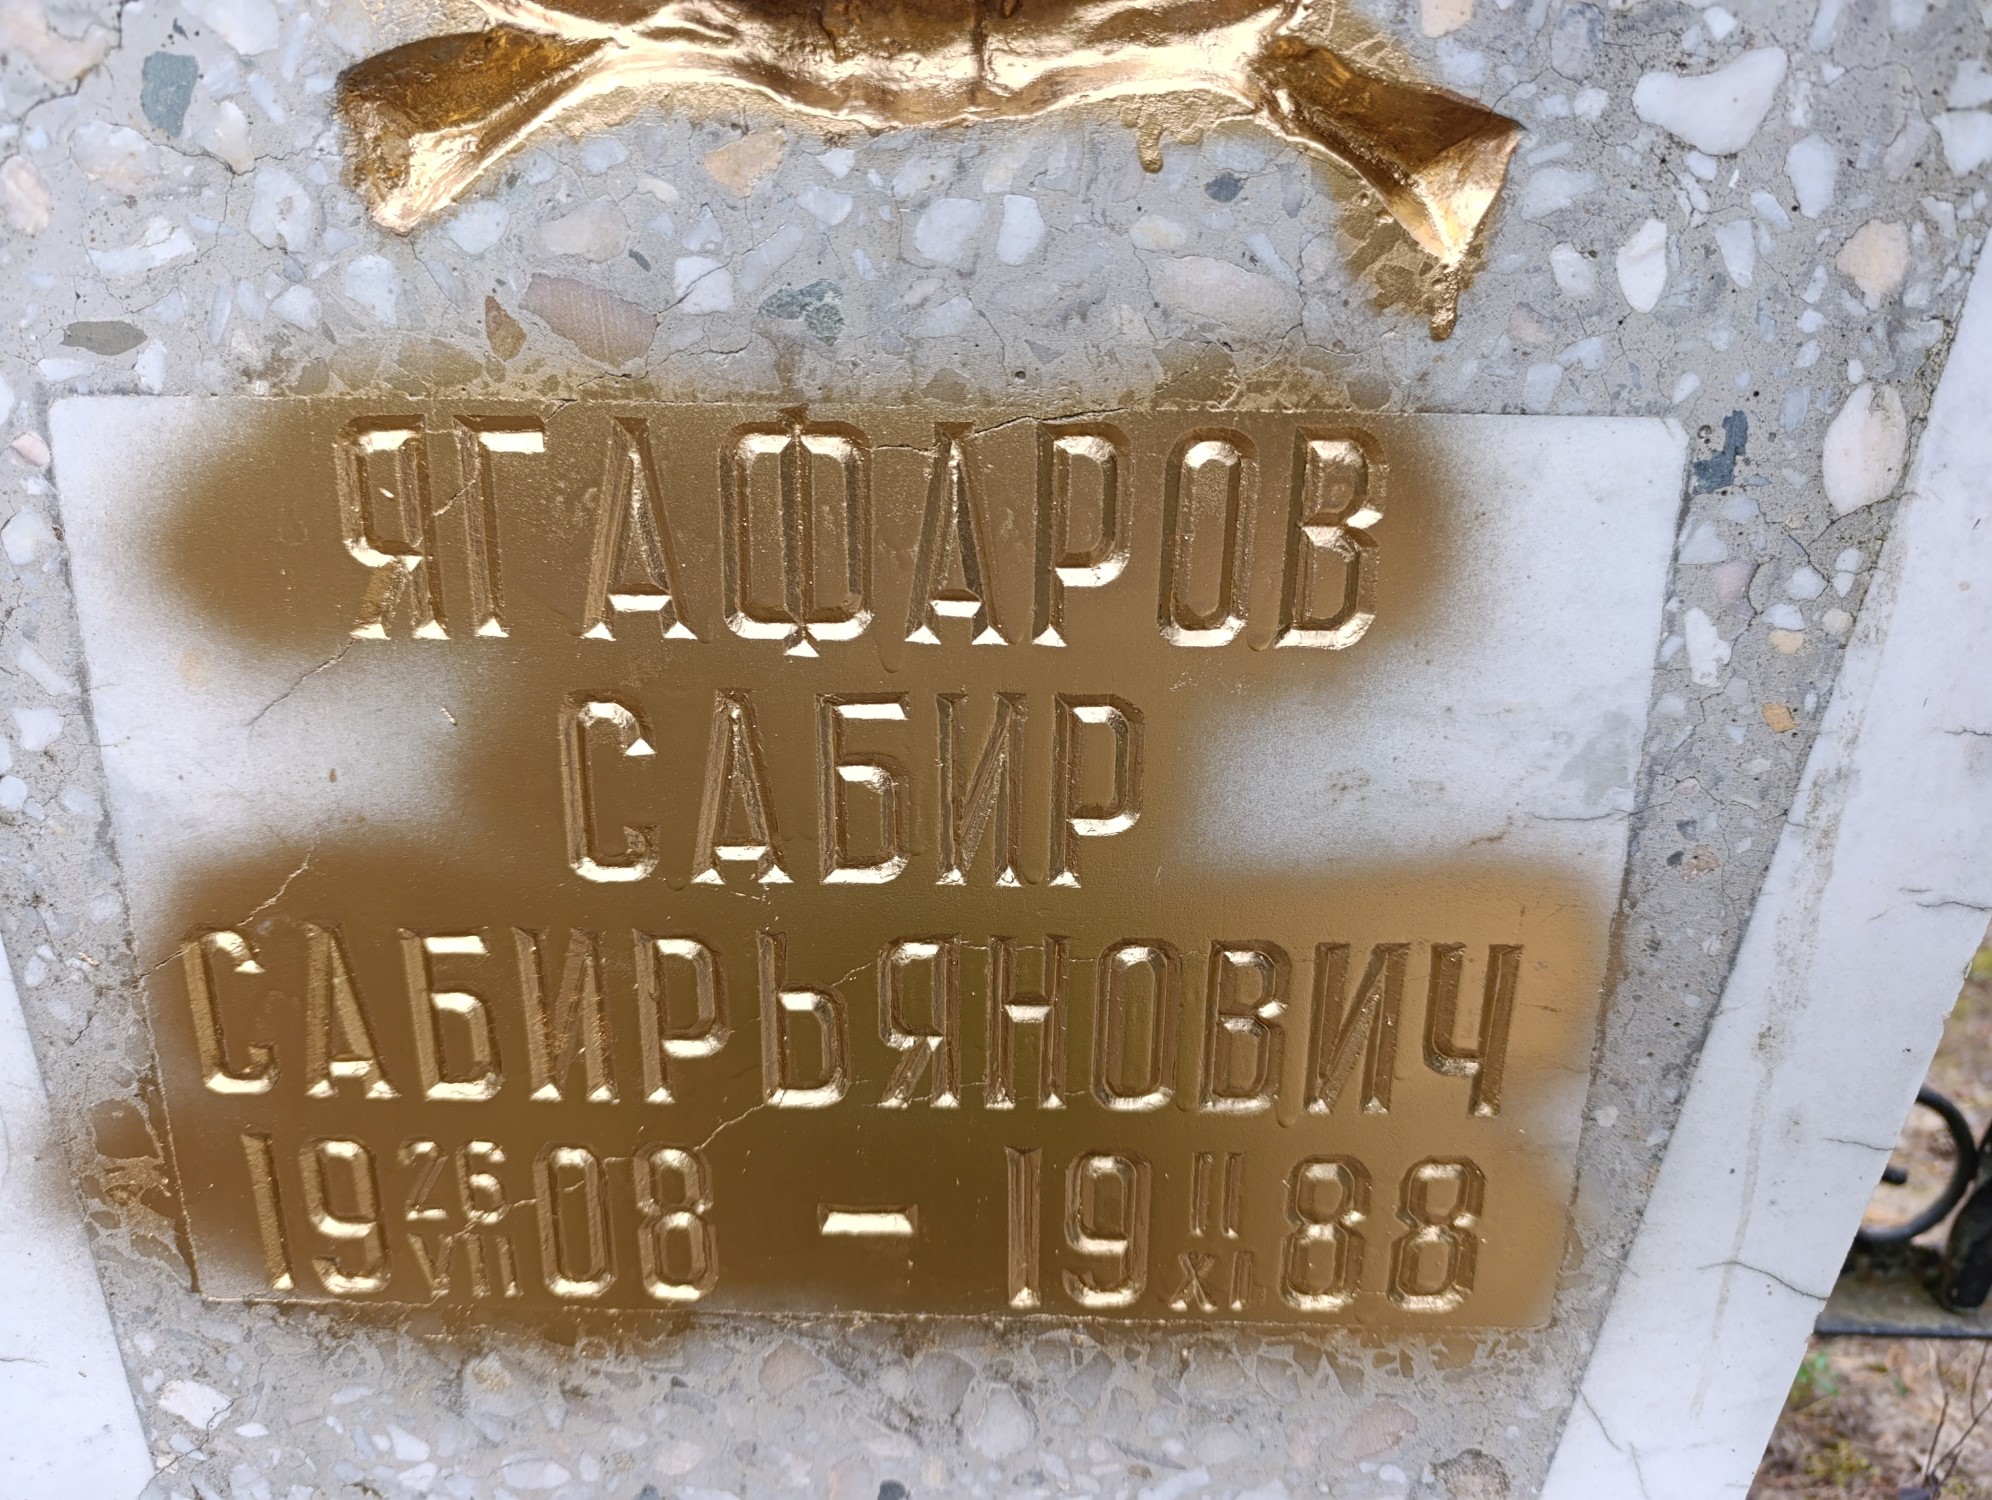 ЯГАФАРОВ
САБИР
САБИРЬЯНОВИЧ
19 26/VII 08 – 19 11/XI 88